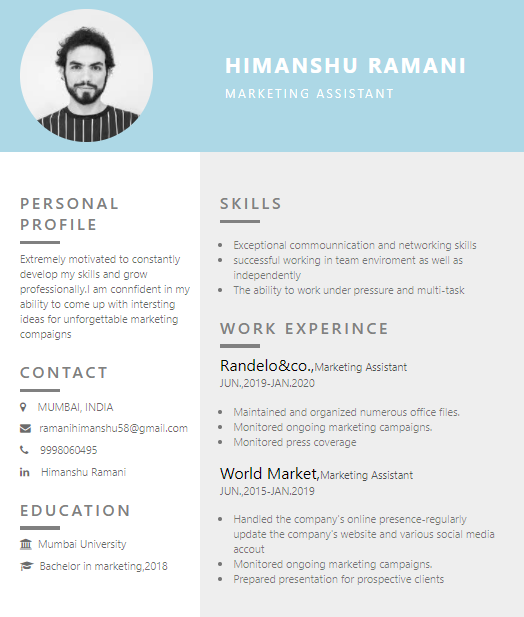 HIMANSHU RAMANI
MARKETING ASSISTANT
PERSONAL
PROFILE
Extremely motivated to constantly
develop my skills and grow
professionally.I am connfident in my
ability to come up with intersting
ideas for unforgettable marketing
compaigns
CONTACT
MUMBAI, INDIA
ramanihimanshu58@gmail.com
9998060495
in Himanshu Ramani
EDUCATION
Mumbai University
Bachelor in marketing,2018
SKILLS
• Exceptional commounnication and networking skills
• successful working in team enviroment as well as
independently
• The ability to work under pressure and multi-task
WORK EXPERINCE
Randelo&co.,Marketing Assistant
JUN.,2019-JAN.2020
• Maintained and organized numerous office files.
• Monitored ongoing marketing campaigns.
• Monitored press coverage
World Market,Marketing Assistant
JUN.,2015-JAN.2019
• Handled the company's online presence-regularly
update the company's website and various social media
accout
• Monitored ongoing marketing campaigns.
• Prepared presentation for prospective clients